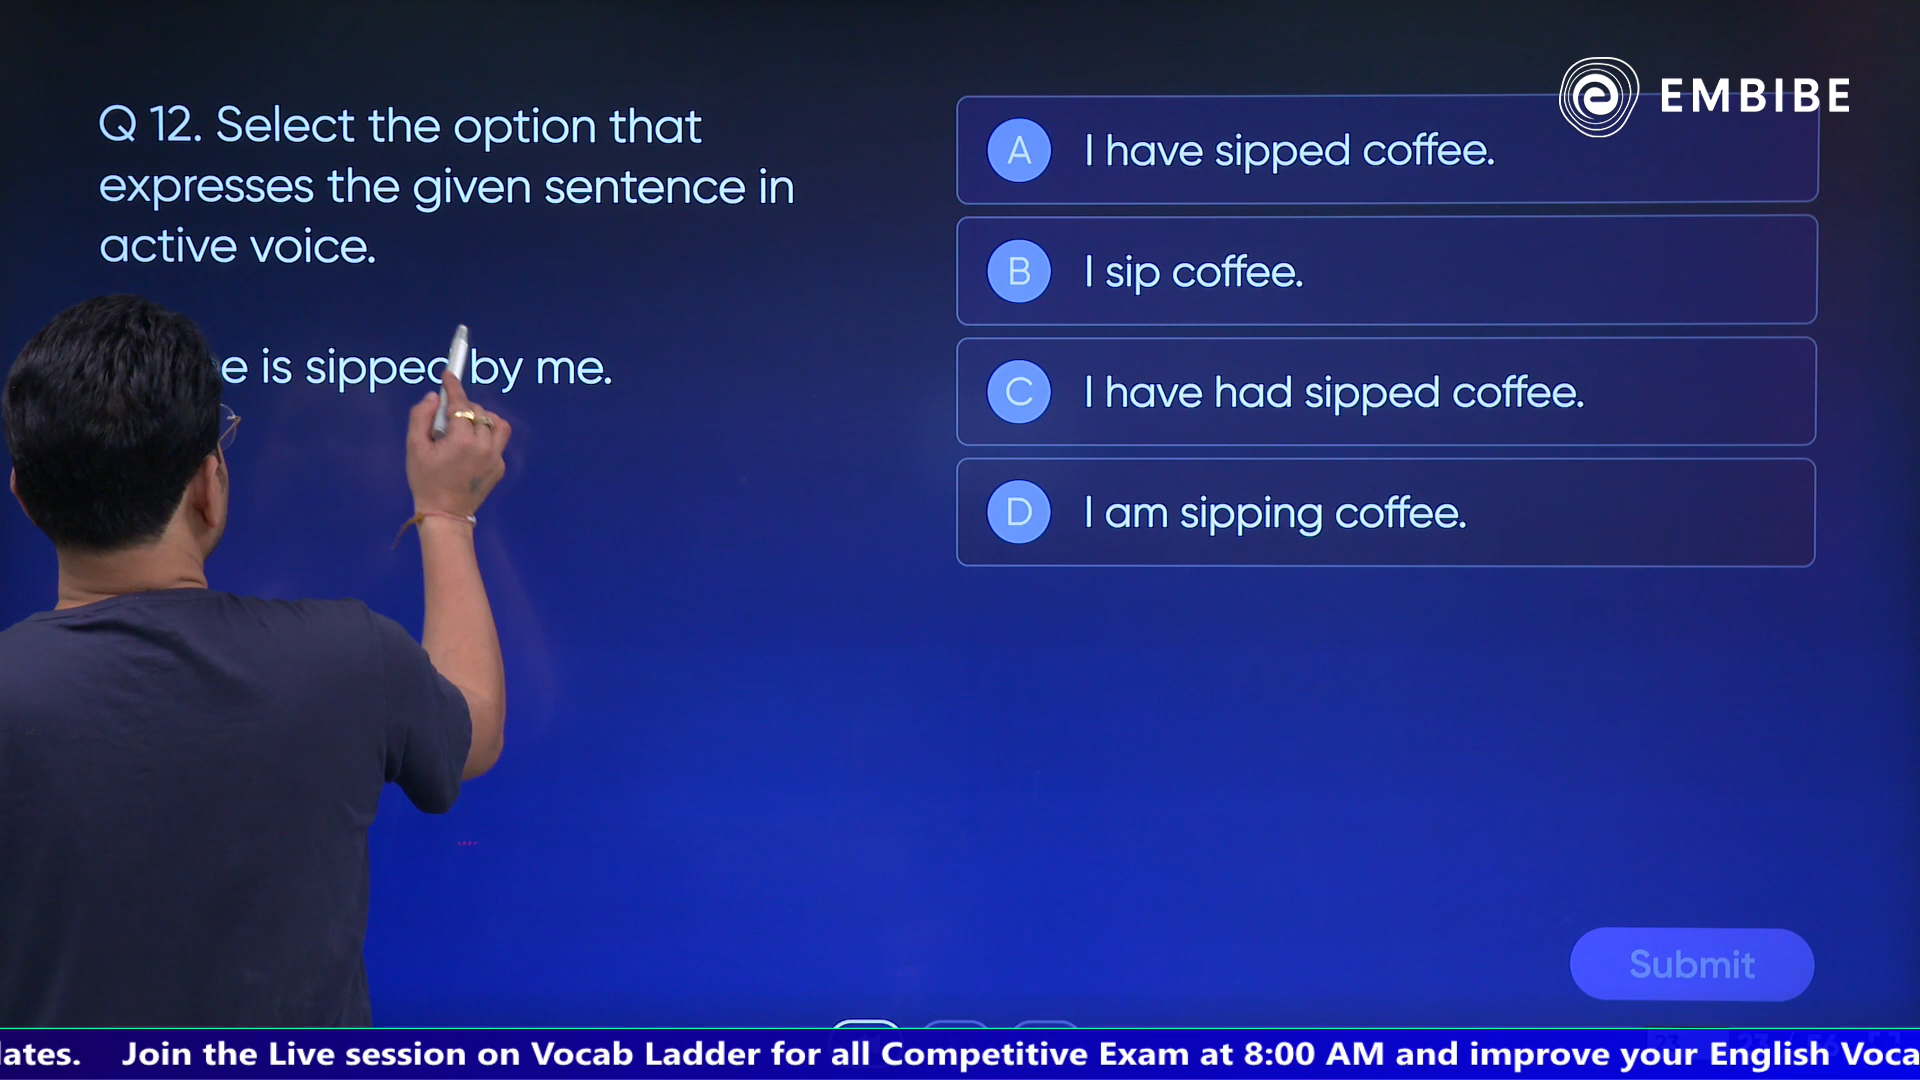 EMBIBE
Q 12. Select the option that
expresses the given sentence in
active voice.
is sipped by me.
A I have sipped coffee.
B I sip coffee.
C I have had sipped coffee.
D I am sipping coffee.
Submit
Join the Live session on Vocab Ladder for all Competitive Exam at 8:00 AM and improve your English